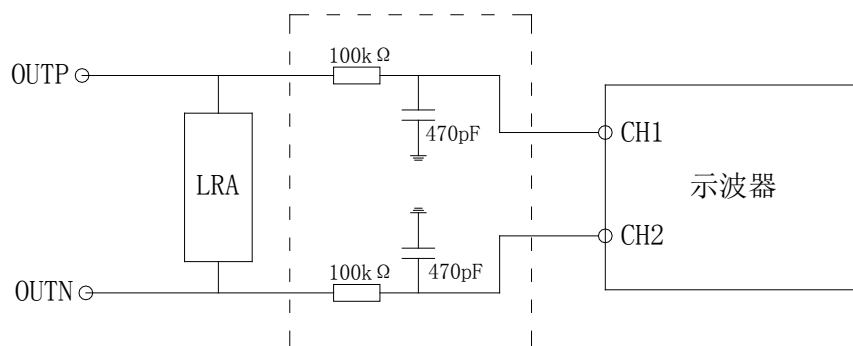 100kΩ
OUTP
470pF
CH1
LRA
示波器
CH2
470pF
100kΩ
OUTN